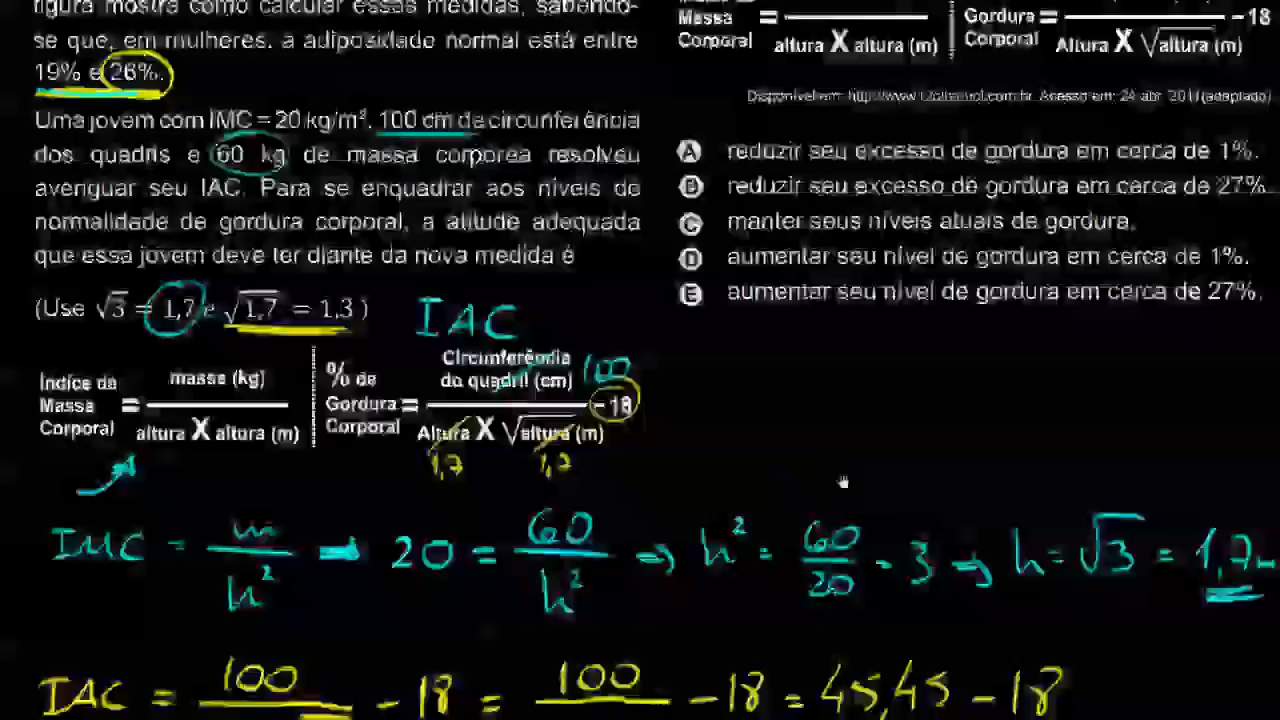 figura mostra como calcular essas medidas, sabendo-
se que, em mulheres, a adiposidade normal está entre
19% e 26%.
Uma jovem com IMC = 20 kg/m², 100 cm de circunferência
dos quadris e 60 kg de massa corpórea resolveu
averiguar seu IAC. Para se enquadrar aos níveis de
normalidade de gordura corporal, a atitude adequada
que essa jovem deve ter diante da nova medida é
(Use √3 = 1,7 e √1,7 = 1,3 )
IAC
Índice de Massa Corporal = massa (kg)
altura X altura (m)
% de Gordura Corporal = Circunferência do quadril (cm) 100
Altura X √altura (m) - 18
1,7 1,7
Massa Corporal =
altura X altura (m)
Gordura Corporal = - 18
Altura X √altura (m)
A reduzir seu excesso de gordura em cerca de 1%.
B reduzir seu excesso de gordura em cerca de 27%.
C manter seus níveis atuais de gordura.
D aumentar seu nível de gordura em cerca de 1%.
E aumentar seu nível de gordura em cerca de 27%.
IMC = m/h² ⇒ 20 = 60/h² ⇒ h² = 60/20 = 3 ⇒ h = √3 = 1,7m
IAC = 100 - 18 = 100 - 18 = 45,45 - 18